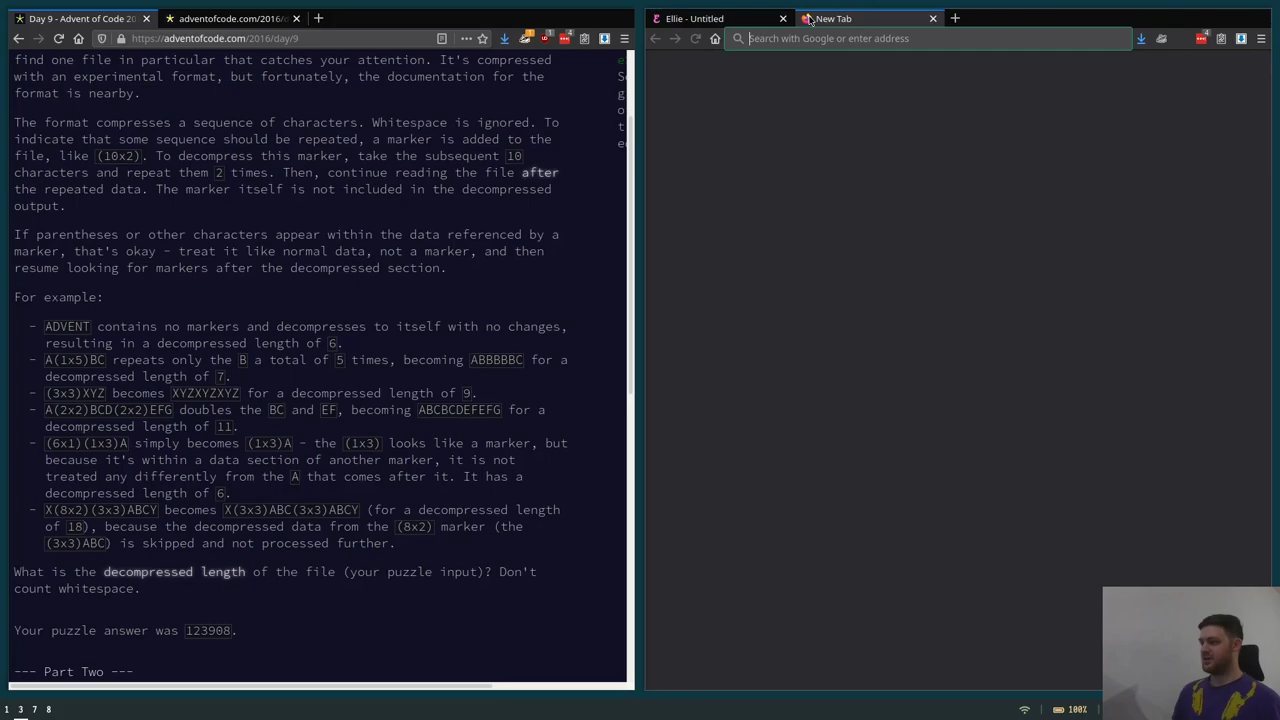 Day 9 - Advent of Code 20
adventofcode.com/2016/d
Ellie - Untitled
New Tab
https://adventofcode.com/2016/day/9
Search with Google or enter address
find one file in particular that catches your attention. It's compressed
with an experimental format, but fortunately, the documentation for the
format is nearby.
The format compresses a sequence of characters. Whitespace is ignored. To
indicate that some sequence should be repeated, a marker is added to the
file, like (10x2). To decompress this marker, take the subsequent 10
characters and repeat them 2 times. Then, continue reading the file after
the repeated data. The marker itself is not included in the decompressed
output.
If parentheses or other characters appear within the data referenced by a
marker, that's okay - treat it like normal data, not a marker, and then
resume looking for markers after the decompressed section.
For example:
- ADVENT contains no markers and decompresses to itself with no changes,
resulting in a decompressed length of 6.
- A(1x5)BC repeats only the B a total of 5 times, becoming ABBBBBC for a
decompressed length of 7.
- (3x3)XYZ becomes XYZXYZXYZ for a decompressed length of 9.
- A(2x2)BCD(2x2)EFG doubles the BC and EF, becoming ABCBCDEFEFG for a
decompressed length of 11.
- (6x1)(1x3)A simply becomes (1x3)A - the (1x3) looks like a marker, but
because it's within a data section of another marker, it is not
treated any differently from the A that comes after it. It has a
decompressed length of 6.
- X(8x2)(3x3)ABCY becomes X(3x3)ABC(3x3)ABCY (for a decompressed length
of 18), because the decompressed data from the (8x2) marker (the
(3x3)ABC) is skipped and not processed further.
What is the decompressed length of the file (your puzzle input)? Don't
count whitespace.
Your puzzle answer was 123908.
--- Part Two ---
1 3 7 8
100%